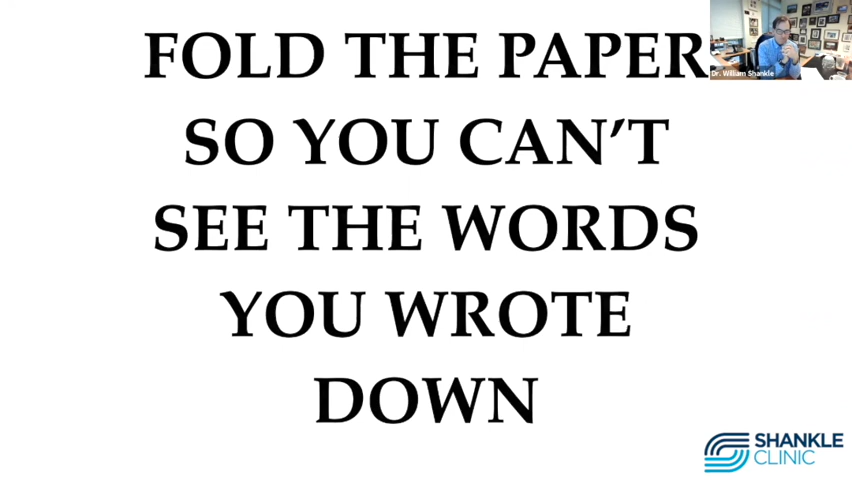 FOLD THE PAPER
SO YOU CAN’T
SEE THE WORDS
YOU WROTE
DOWN
Dr. William Shankle
SHANKLE
CLINIC